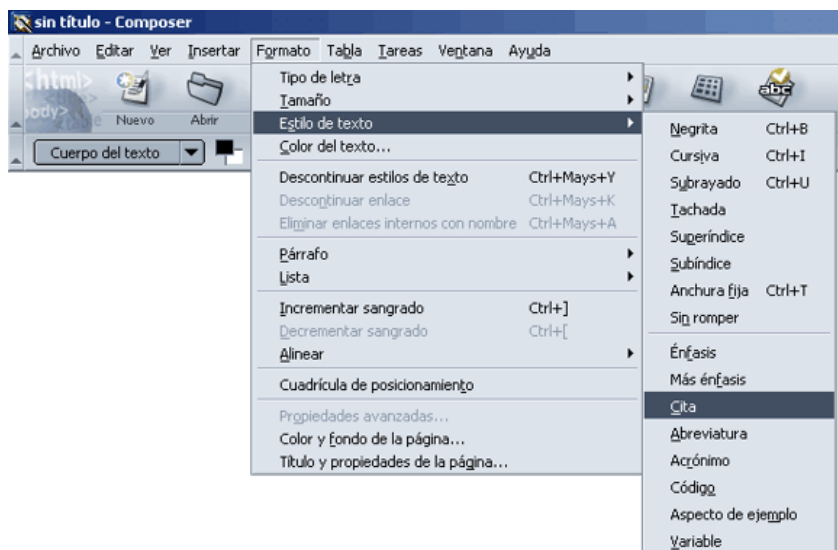 sin título - Composer
Archivo Editar Ver Insertar Formato Tabla Tareas Ventana Ayuda
<html>
body>
Nuevo Abrir
Cuerpo del texto
Tipo de letra
Tamaño
Estilo de texto
Color del texto...
Descontinuar estilos de texto Ctrl+Mays+Y
Descontinuar enlace Ctrl+Mays+K
Eliminar enlaces internos con nombre Ctrl+Mays+A
Párrafo
Lista
Incrementar sangrado Ctrl+]
Decrementar sangrado Ctrl+[
Alinear
Cuadrícula de posicionamiento
Propiedades avanzadas...
Color y fondo de la página...
Título y propiedades de la página...
abc
Negrita Ctrl+B
Cursiva Ctrl+I
Subrayado Ctrl+U
Tachada
Superíndice
Subíndice
Anchura fija Ctrl+T
Sin romper
Énfasis
Más énfasis
Cita
Abreviatura
Acrónimo
Código
Aspecto de ejemplo
Variable